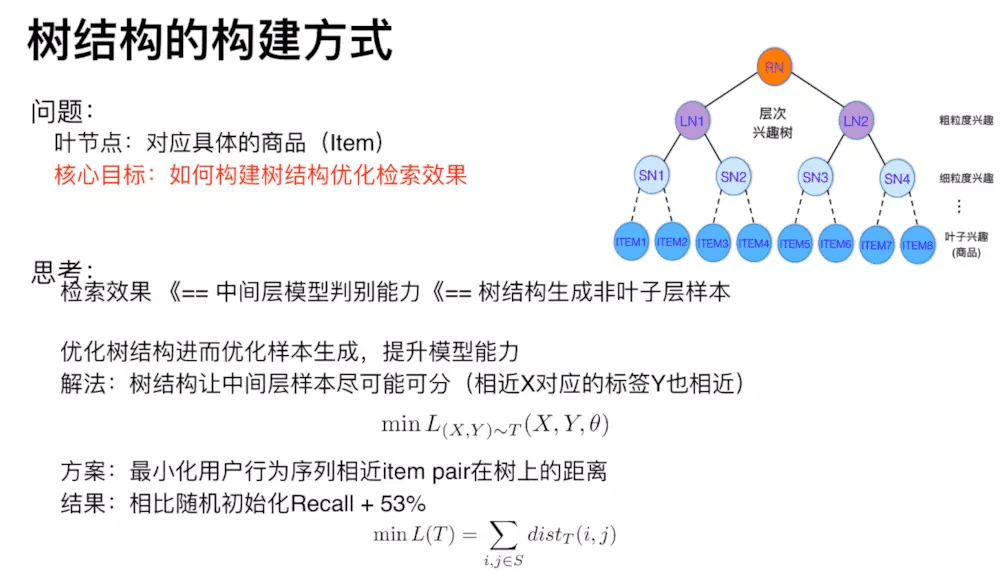 树结构的构建方式
问题：
叶节点：对应具体的商品（Item）
核心目标：如何构建树结构优化检索效果
RN
LN1
层次
兴趣树
LN2
粗粒度兴趣
SN1
SN2
SN3
SN4
细粒度兴趣
⋮
ITEM1
ITEM2
ITEM3
ITEM4
ITEM5
ITEM6
ITEM7
ITEM8
叶子兴趣
(商品)
思考：
检索效果 《== 中间层模型判别能力《== 树结构生成非叶子层样本
优化树结构进而优化样本生成，提升模型能力
解法：树结构让中间层样本尽可能可分（相近X对应的标签Y也相近）
min L_{(X,Y)∼T}(X, Y, θ)
方案：最小化用户行为序列相近item pair在树上的距离
结果：相比随机初始化Recall + 53%
min L(T) = ∑_{i,j∈S} dist_T(i, j)